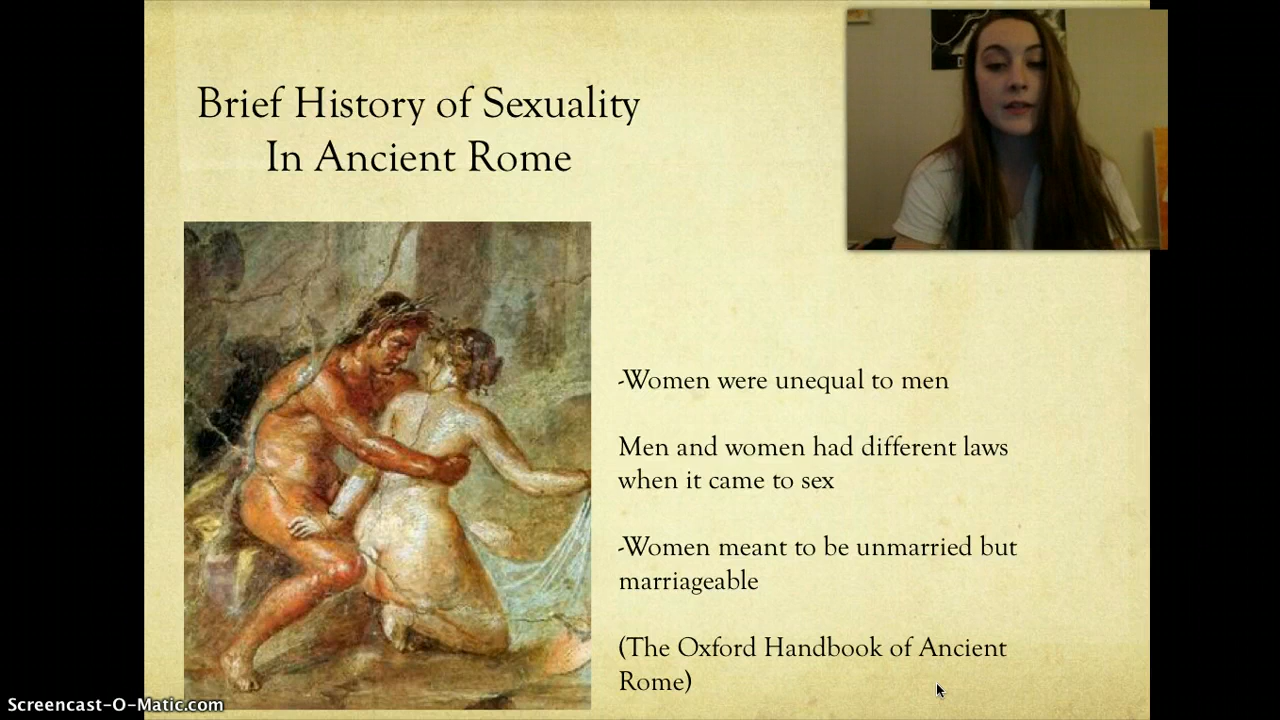 Brief History of Sexuality
In Ancient Rome
-Women were unequal to men
Men and women had different laws
when it came to sex
-Women meant to be unmarried but
marriageable
(The Oxford Handbook of Ancient
Rome)
Screencast-O-Matic.com